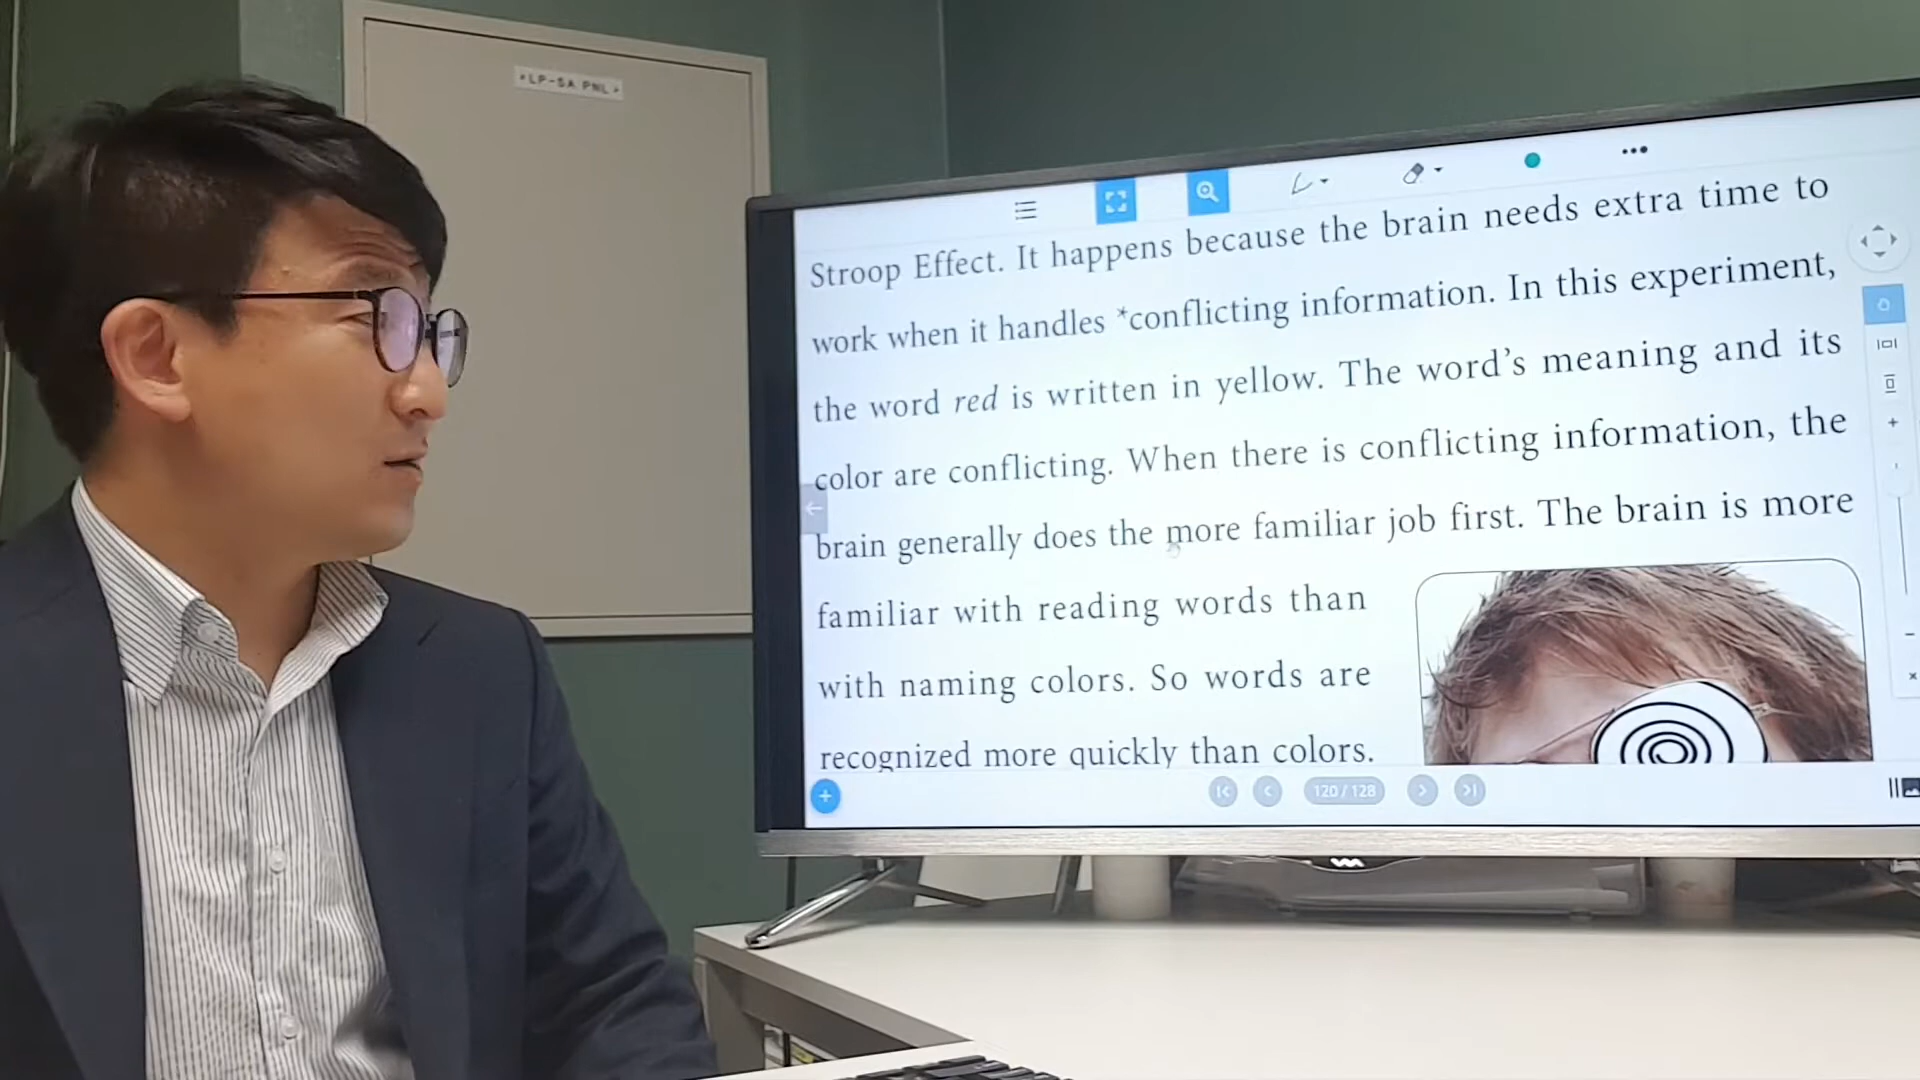 *LP-SA PNL*
Stroop Effect. It happens because the brain needs extra time to
work when it handles *conflicting information. In this experiment,
the word red is written in yellow. The word's meaning and its
color are conflicting. When there is conflicting information, the
brain generally does the more familiar job first. The brain is more
familiar with reading words than
with naming colors. So words are
recognized more quickly than colors.
120 / 128